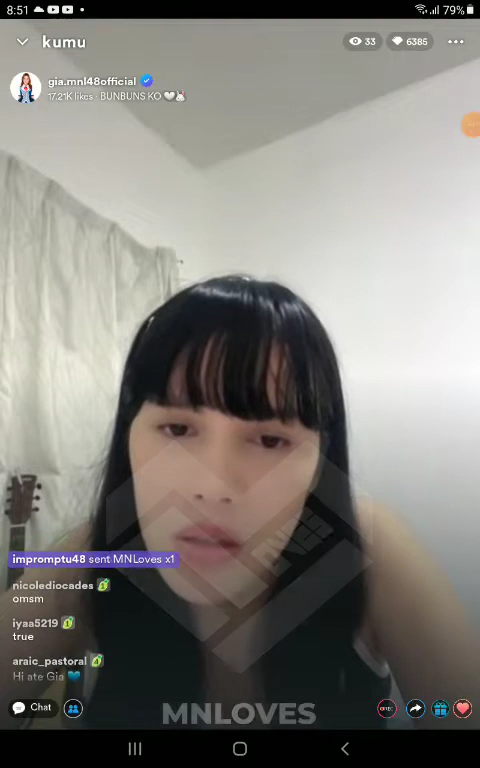 8:51
79%
kumu
33
6385
gia.mnl48official
17.21K likes · BUNBUNS KO 🤍🐰
impromptu48 sent MNLoves x1
nicolediocades
omsm
iyaa5219
true
araic_pastoral
Hi ate Gia 💙
Chat
MNLOVES